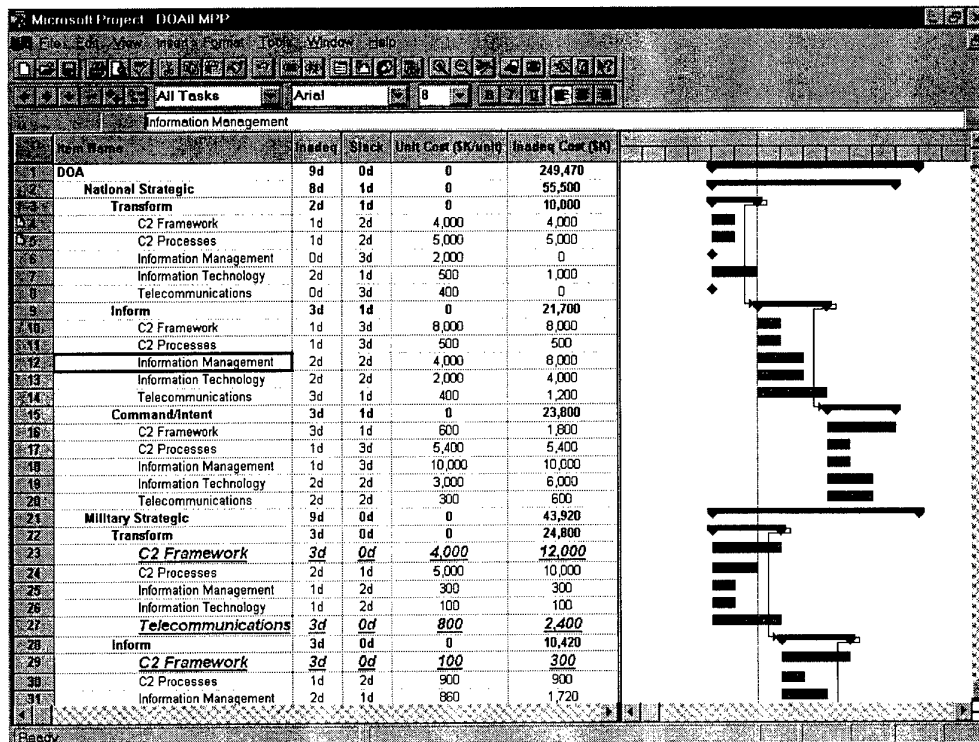 Microsoft Project - DOAII.MPP
File Edit View Insert Format Tools Window Help
All Tasks Arial 8 B I U
Information Management
Item Name Inadeq Slack Unit Cost ($K/unit) Inadeq Cost ($K)
1 DOA 9d 0d 0 249,470
2 National Strategic 8d 1d 0 55,500
3 Transform 2d 1d 0 10,000
4 C2 Framework 1d 2d 4,000 4,000
5 C2 Processes 1d 2d 5,000 5,000
6 Information Management 0d 3d 2,000 0
7 Information Technology 2d 1d 500 1,000
8 Telecommunications 0d 3d 400 0
9 Inform 3d 1d 0 21,700
10 C2 Framework 1d 3d 8,000 8,000
11 C2 Processes 1d 3d 500 500
12 Information Management 2d 2d 4,000 8,000
13 Information Technology 2d 2d 2,000 4,000
14 Telecommunications 3d 1d 400 1,200
15 Command/Intent 3d 1d 0 23,800
16 C2 Framework 3d 1d 600 1,800
17 C2 Processes 1d 3d 5,400 5,400
18 Information Management 1d 3d 10,000 10,000
19 Information Technology 2d 2d 3,000 6,000
20 Telecommunications 2d 2d 300 600
21 Military Strategic 9d 0d 0 43,920
22 Transform 3d 0d 0 24,800
23 C2 Framework 3d 0d 4,000 12,000
24 C2 Processes 2d 1d 5,000 10,000
25 Information Management 1d 2d 300 300
26 Information Technology 1d 2d 100 100
27 Telecommunications 3d 0d 800 2,400
28 Inform 3d 0d 0 10,420
29 C2 Framework 3d 0d 100 300
30 C2 Processes 1d 2d 900 900
31 Information Management 2d 1d 860 1,720
Ready